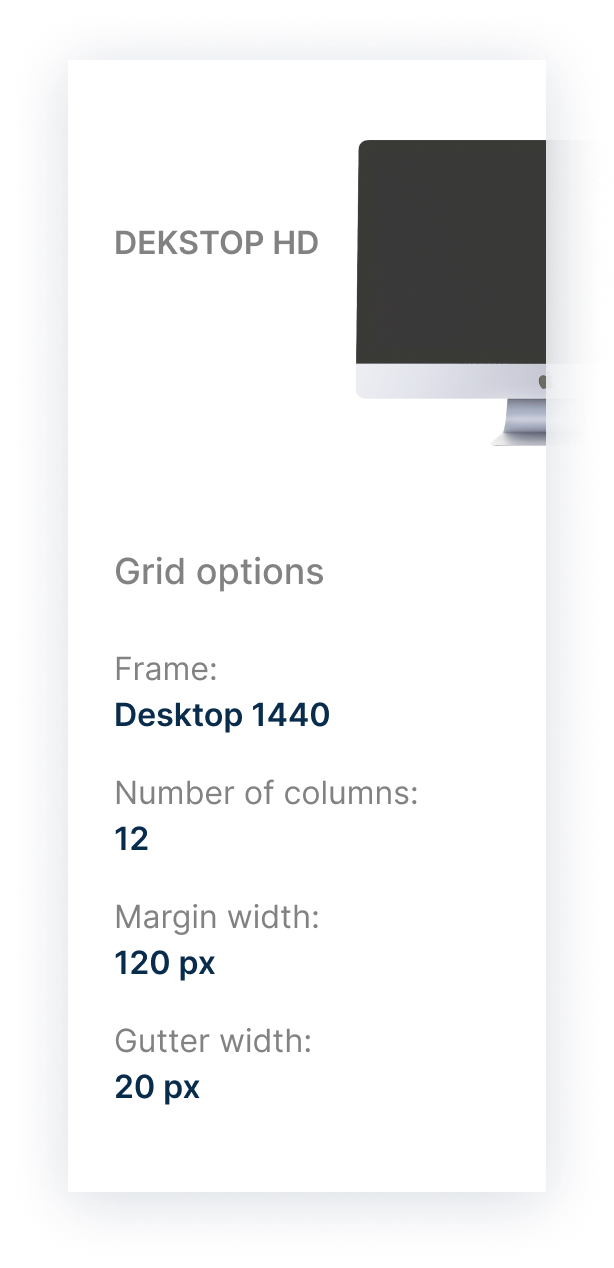 DEKSTOP HD
Grid options
Frame:
Desktop 1440
Number of columns:
12
Margin width:
120 px
Gutter width:
20 px